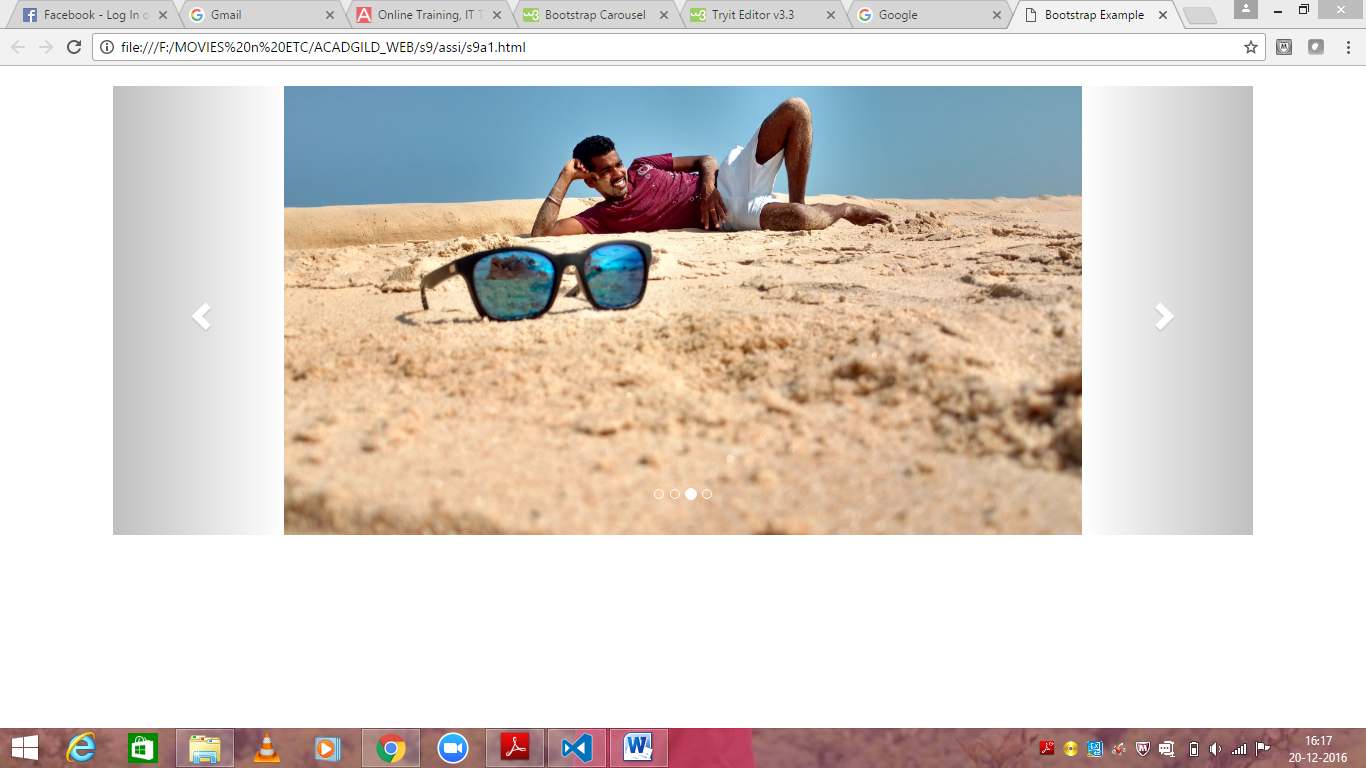 Facebook - Log In o
Gmail
Online Training, IT T
Bootstrap Carousel
Tryit Editor v3.3
Google
Bootstrap Example
file:///F:/MOVIES%20n%20ETC/ACADGILD_WEB/s9/assi/s9a1.html
16:17
20-12-2016